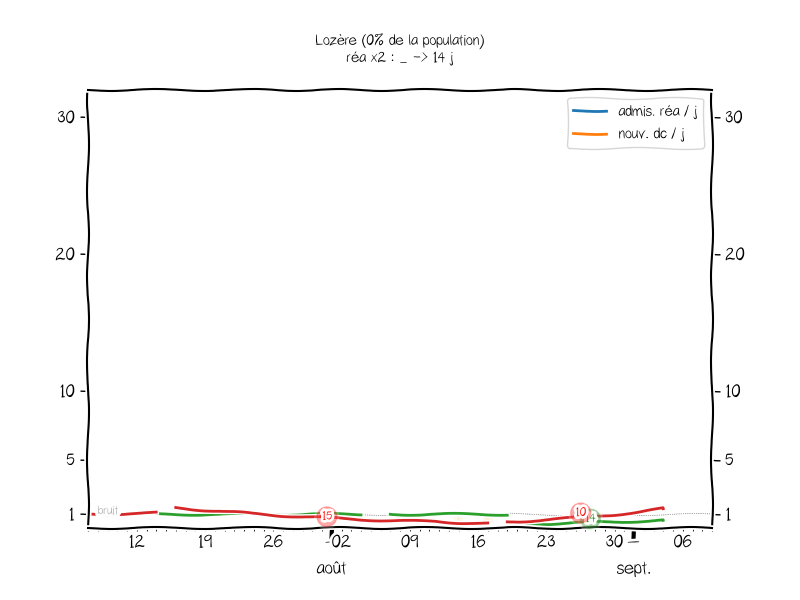 Lozère (0% de la population)
réa x2 : _ -> 14 j
admis. réa / j
nouv. dc / j
30
20
10
5
1
30
20
10
5
1
bruit
15
10
14
12 19 26 02 09 16 23 30 06
août sept.